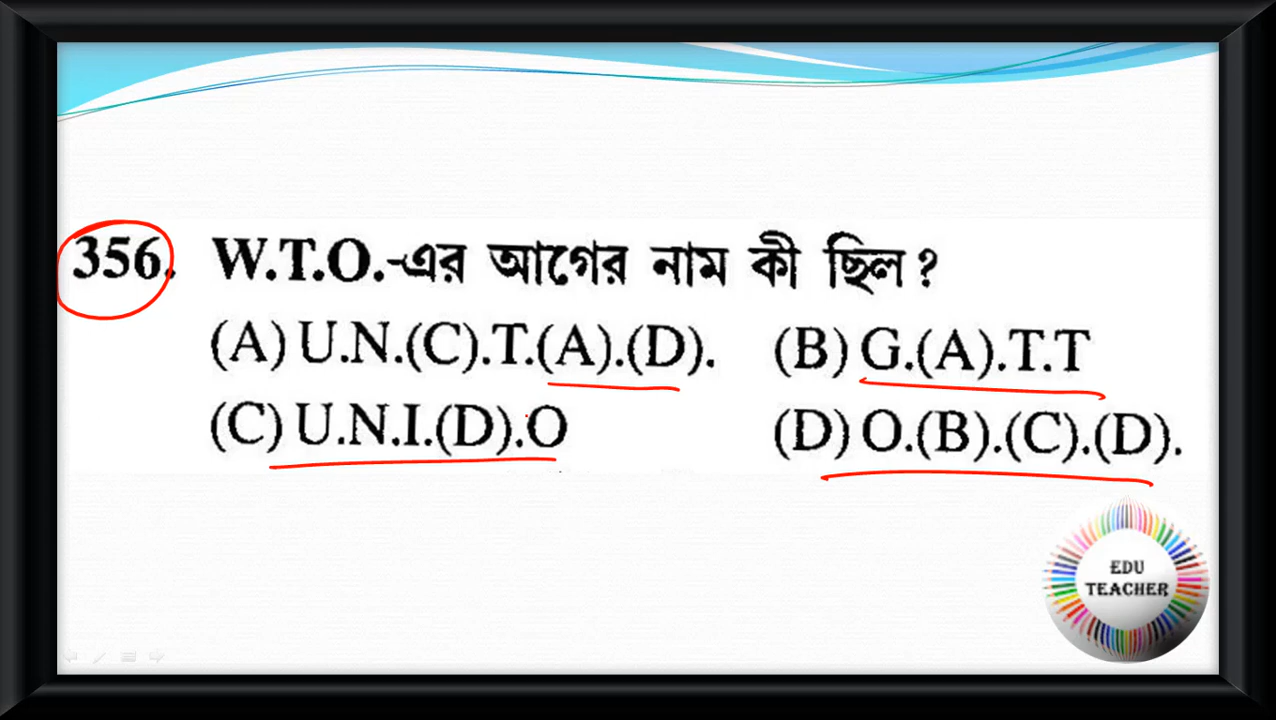 356. W.T.O.-এর আগের নাম কী ছিল?
(A) U.N.(C).T.(A).(D). (B) G.(A).T.T
(C) U.N.I.(D).O (D) O.(B).(C).(D).
EDU
TEACHER